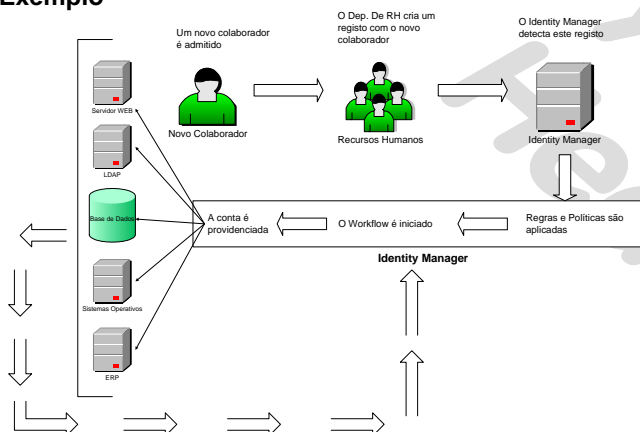 Exemplo
Um novo colaborador
é admitido
O Dep. De RH cria um
registo com o novo
colaborador
O Identity Manager
detecta este registo
Servidor WEB
Novo Colaborador
Recursos Humanos
Identity Manager
LDAP
Base de Dados
A conta é
providenciada
O Workflow é iniciado
Regras e Políticas são
aplicadas
Identity Manager
Sistemas Operativos
ERP